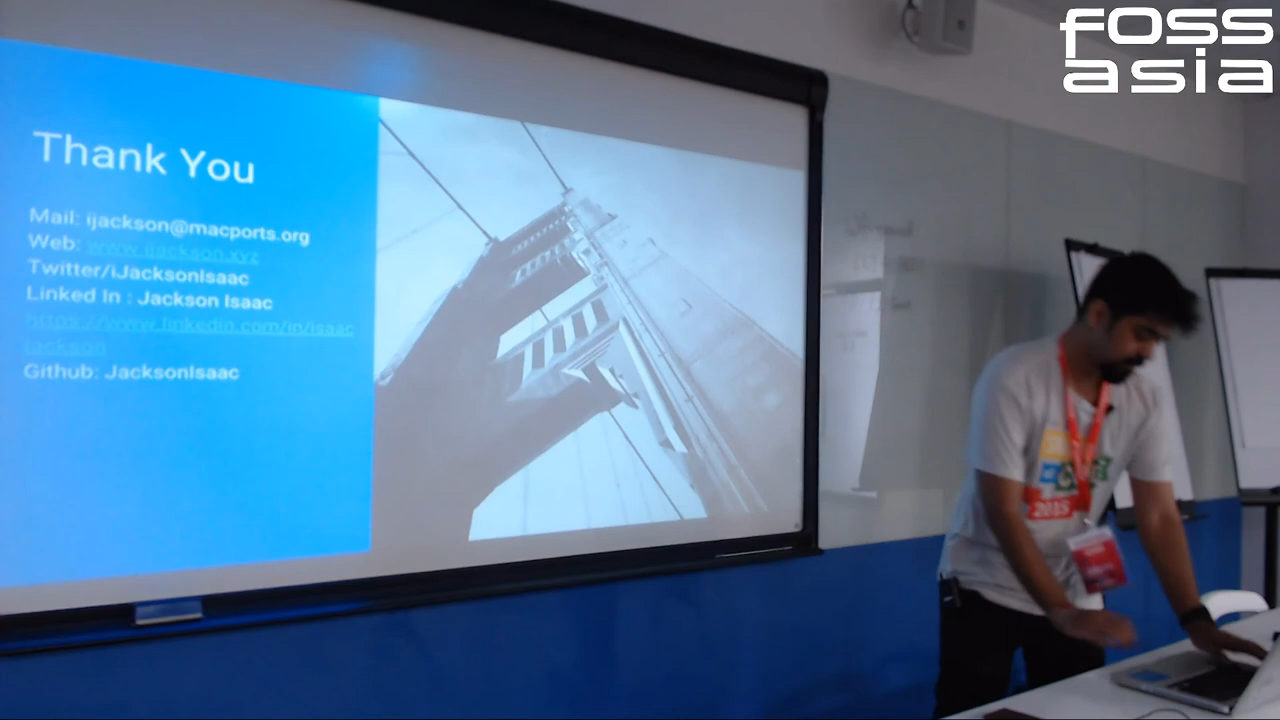 foss
asia
Thank You
Mail: ijackson@macports.org
Web: www.ijackson.xyz
Twitter/iJacksonIsaac
Linked In : Jackson Isaac
https://www.linkedin.com/in/isaac
jackson
Github: JacksonIsaac
2015